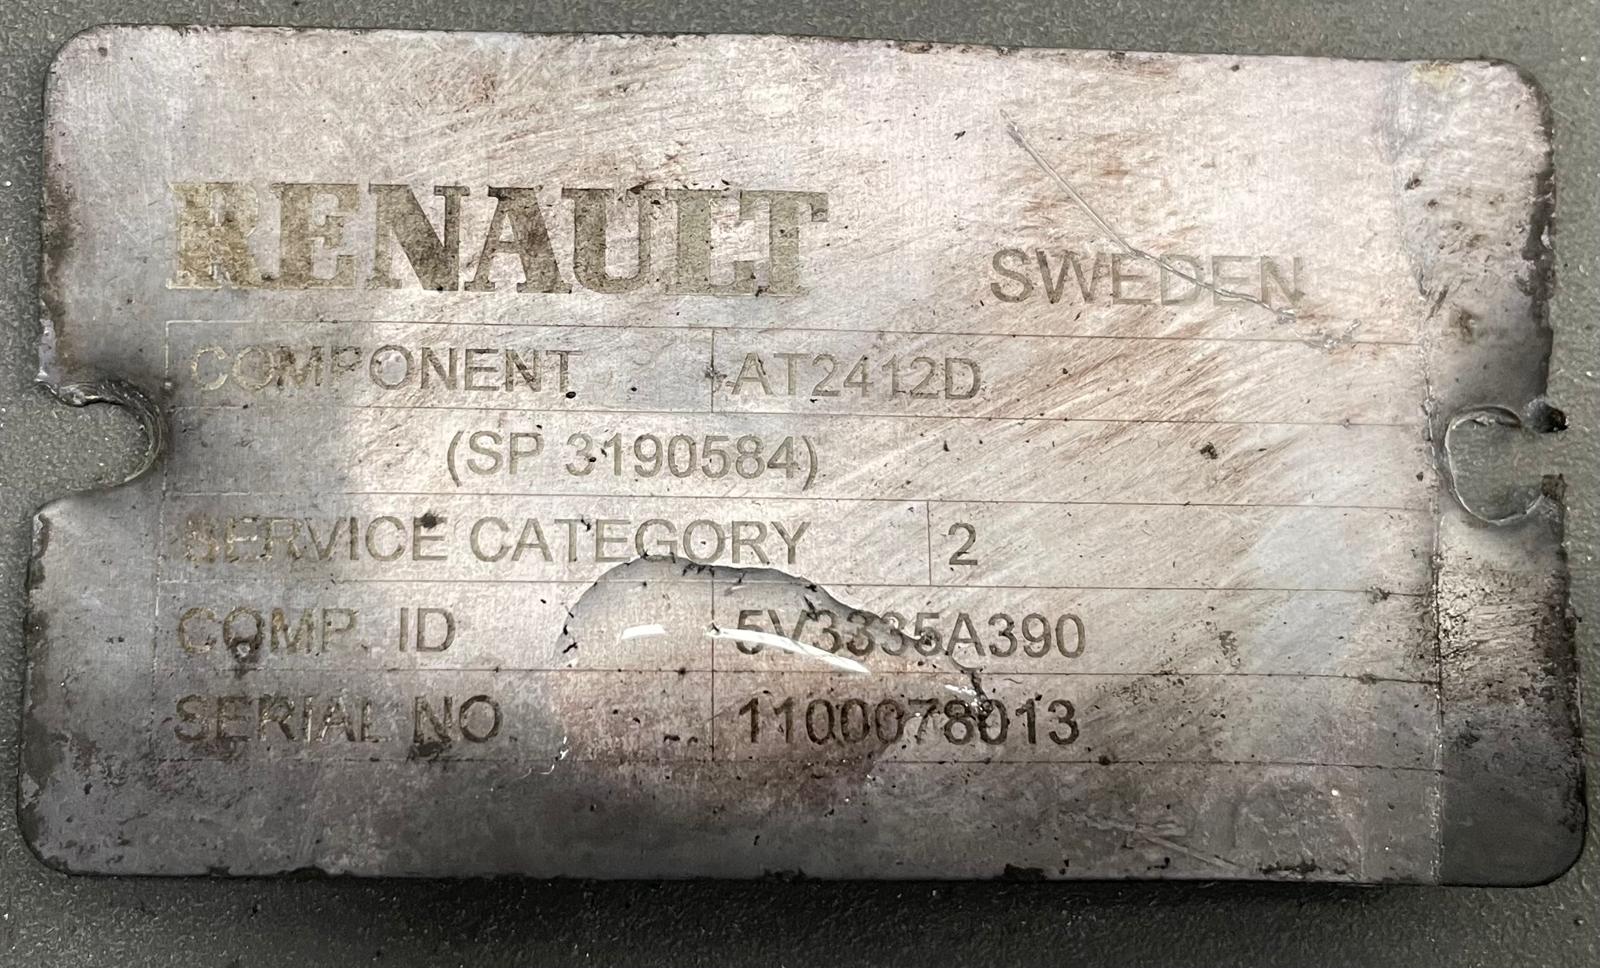 RENAULT SWEDEN
COMPONENT AT2412D
(SP 3190584)
SERVICE CATEGORY 2
COMP. ID 5V3335A390
SERIAL NO 1100078013